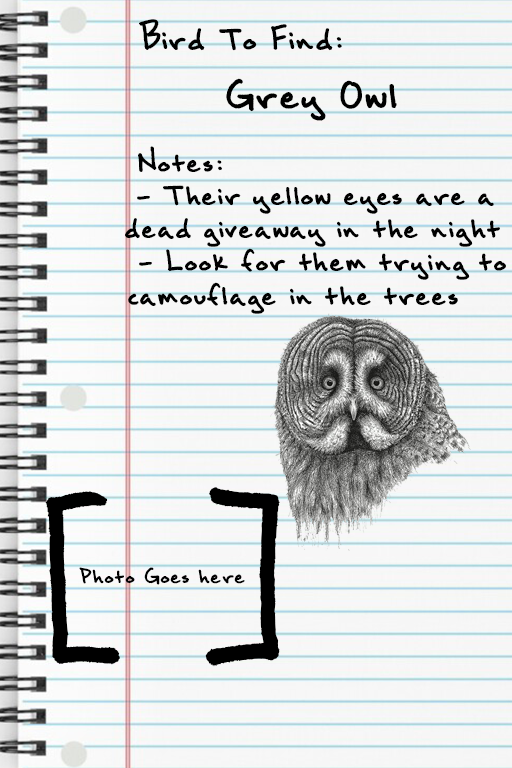 Bird To Find:
Grey Owl
Notes:
- Their yellow eyes are a
dead giveaway in the night
- Look for them trying to
camouflage in the trees
Photo Goes here